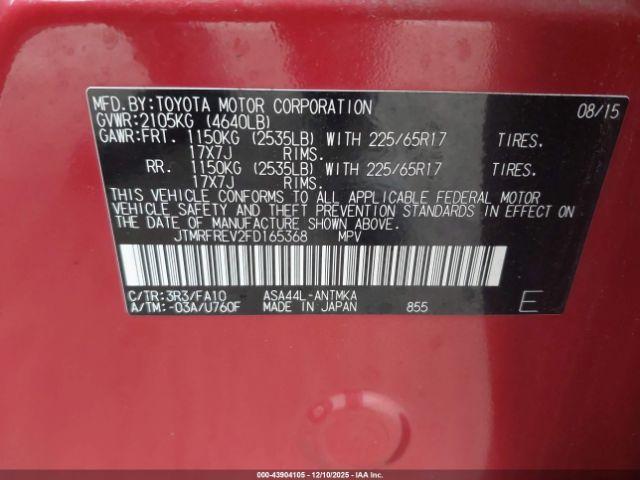 MFD. BY: TOYOTA MOTOR CORPORATION 08/15
GVWR: 2105KG (4640LB)
GAWR: FRT. 1150KG (2535LB) WITH 225/65R17 TIRES.
17X7J RIMS.
RR. 1150KG (2535LB) WITH 225/65R17 TIRES.
17X7J RIMS.
THIS VEHICLE CONFORMS TO ALL APPLICABLE FEDERAL MOTOR
VEHICLE SAFETY AND THEFT PREVENTION STANDARDS IN EFFECT ON
THE DATE OF MANUFACTURE SHOWN ABOVE.
JTMRFREV2FD165368 MPV
C/TR: 3R3/FA10 ASA44L-ANTMKA
A/TM: -03A/U760F MADE IN JAPAN 855 E
000-43904105 - 12/10/2025 - IAAI.COM